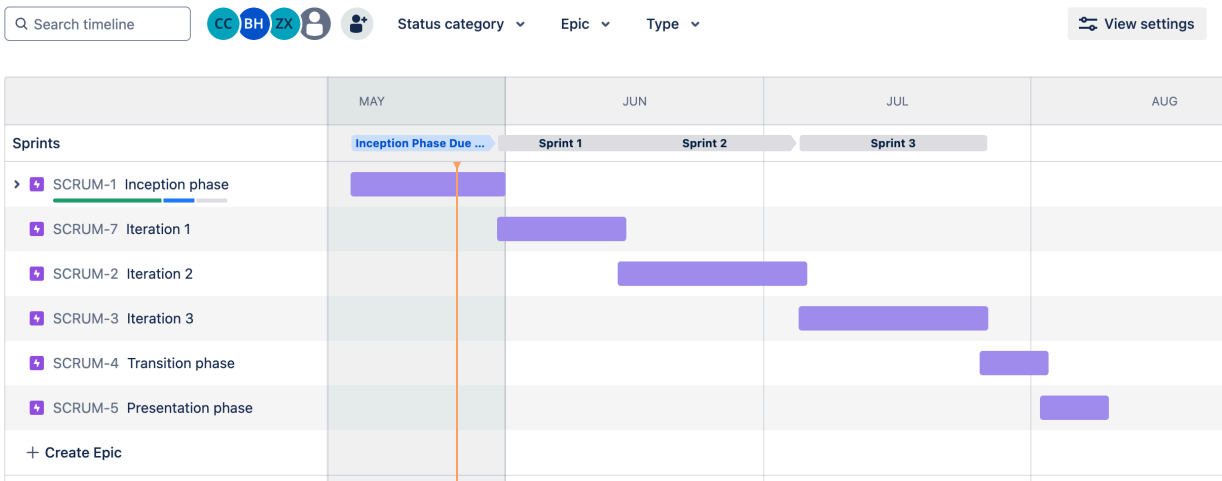 Search timeline CC BH ZX Status category Epic Type View settings
MAY JUN JUL AUG
Sprints Inception Phase Due ... Sprint 1 Sprint 2 Sprint 3
SCRUM-1 Inception phase
SCRUM-7 Iteration 1
SCRUM-2 Iteration 2
SCRUM-3 Iteration 3
SCRUM-4 Transition phase
SCRUM-5 Presentation phase
+ Create Epic